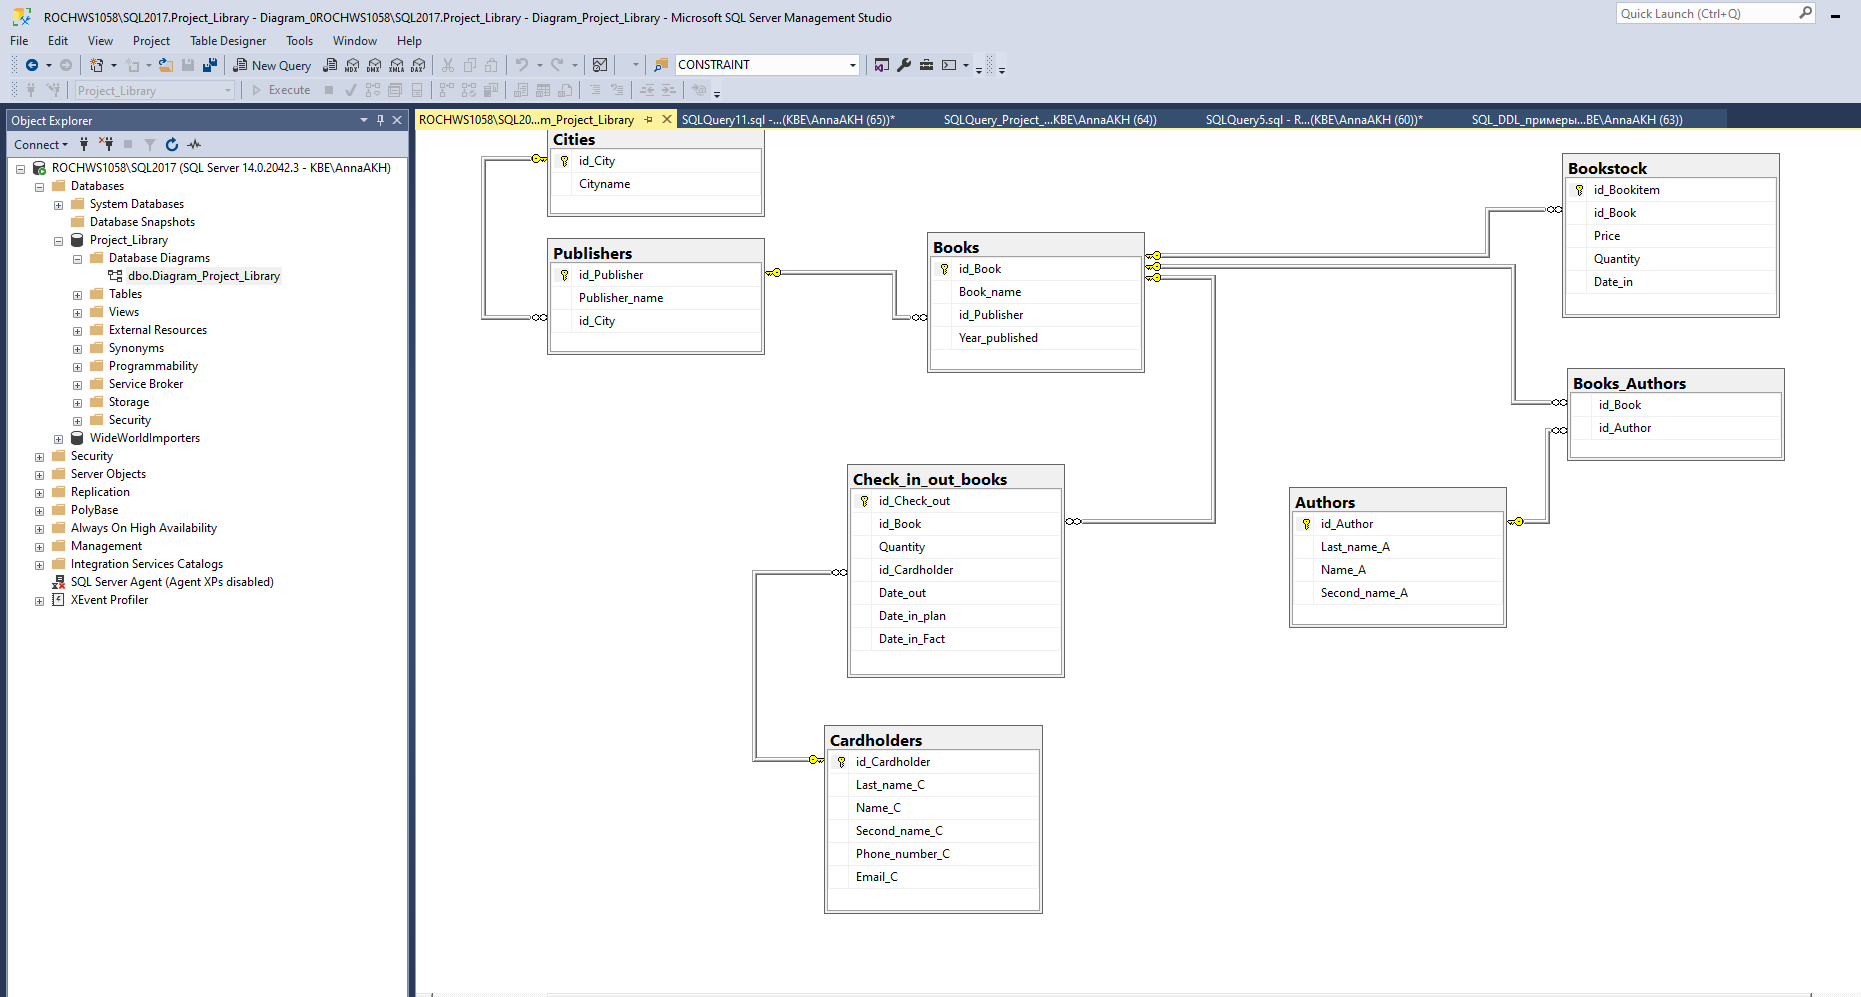 ROCHWS1058\SQL2017.Project_Library - Diagram_0ROCHWS1058\SQL2017.Project_Library - Diagram_Project_Library - Microsoft SQL Server Management Studio
Quick Launch (Ctrl+Q)
File Edit View Project Table Designer Tools Window Help
New Query MDX DMX XMLA DAX CONSTRAINT
Project_Library Execute
Object Explorer
ROCHWS1058\SQL20...m_Project_Library SQLQuery11.sql -...(KBE\AnnaAKH (65))* SQLQuery_Project_...KBE\AnnaAKH (64)) SQLQuery5.sql - R...(KBE\AnnaAKH (60))* SQL_DDL_примеры...BE\AnnaAKH (63))
Connect
ROCHWS1058\SQL2017 (SQL Server 14.0.2042.3 - KBE\AnnaAKH)
Databases
System Databases
Database Snapshots
Project_Library
Database Diagrams
dbo.Diagram_Project_Library
Tables
Views
External Resources
Synonyms
Programmability
Service Broker
Storage
Security
WideWorldImporters
Security
Server Objects
Replication
PolyBase
Always On High Availability
Management
Integration Services Catalogs
SQL Server Agent (Agent XPs disabled)
XEvent Profiler
Cities
id_City
Cityname
Publishers
id_Publisher
Publisher_name
id_City
Books
id_Book
Book_name
id_Publisher
Year_published
Bookstock
id_Bookitem
id_Book
Price
Quantity
Date_in
Books_Authors
id_Book
id_Author
Check_in_out_books
id_Check_out
id_Book
Quantity
id_Cardholder
Date_out
Date_in_plan
Date_in_Fact
Authors
id_Author
Last_name_A
Name_A
Second_name_A
Cardholders
id_Cardholder
Last_name_C
Name_C
Second_name_C
Phone_number_C
Email_C